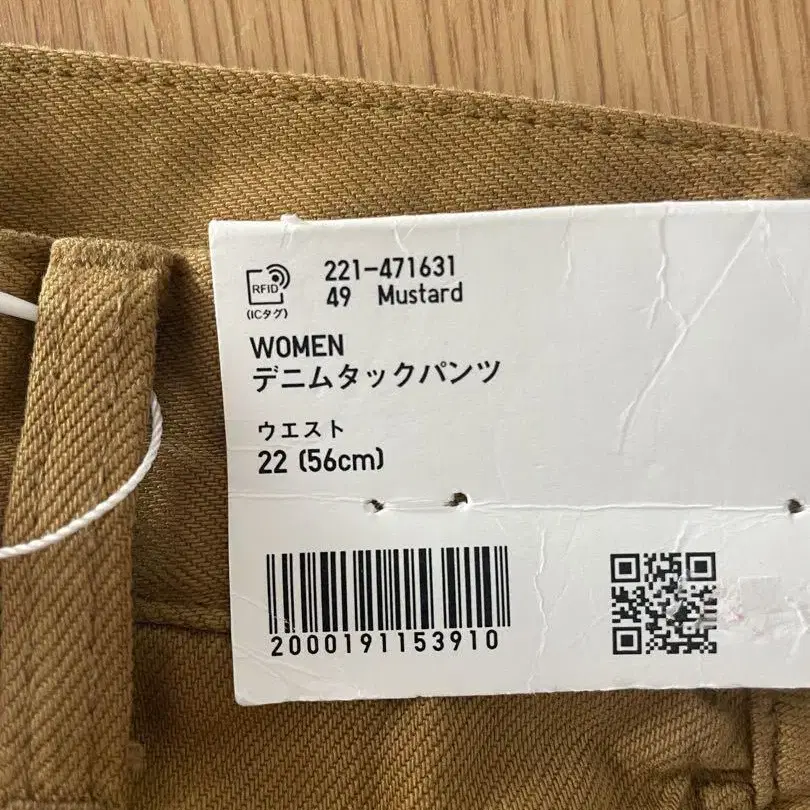 RFID
(ICタグ)
221-471631
49 Mustard
WOMEN
デニムタックパンツ
ウエスト
22 (56cm)
2000191153910